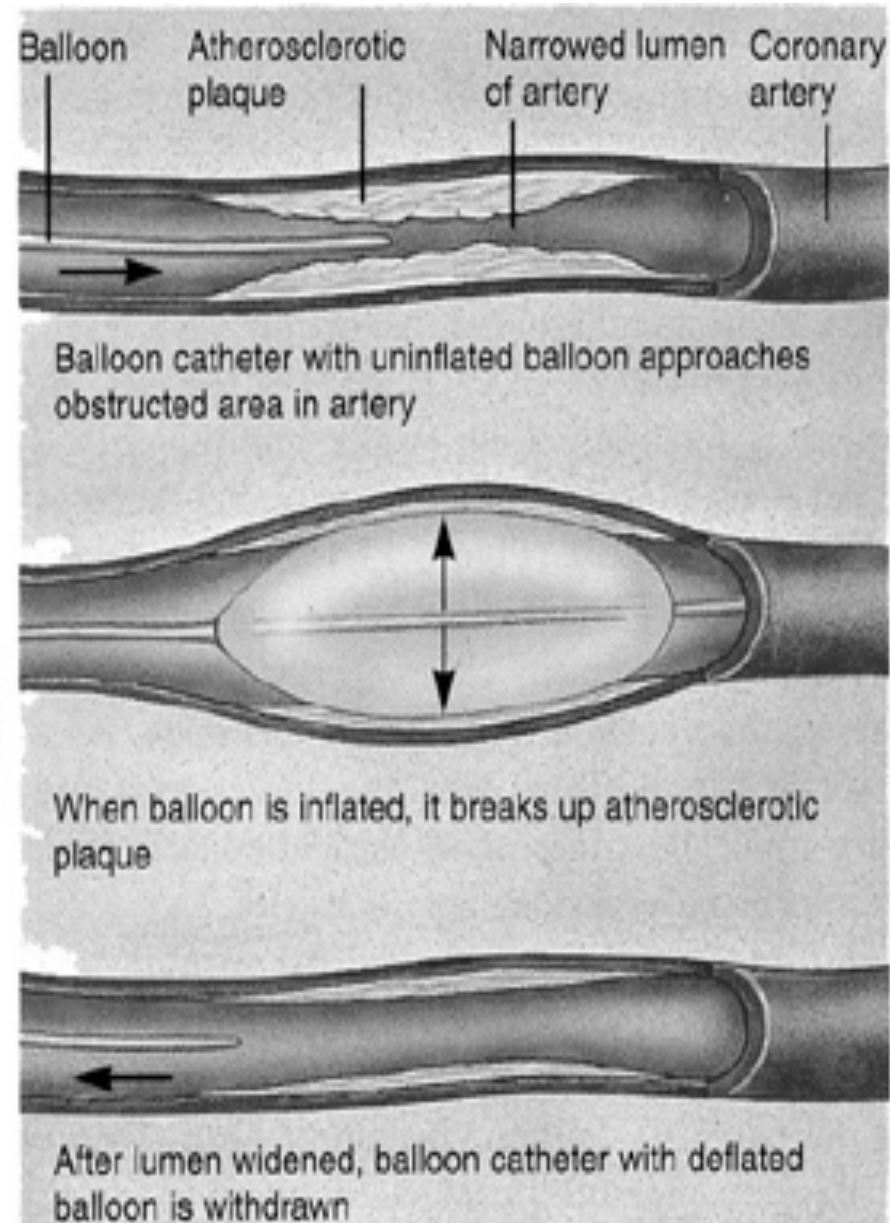 Balloon
Atherosclerotic
plaque
Narrowed lumen
of artery
Coronary
artery
Balloon catheter with uninflated balloon approaches
obstructed area in artery
When balloon is inflated, it breaks up atherosclerotic
plaque
After lumen widened, balloon catheter with deflated
balloon is withdrawn